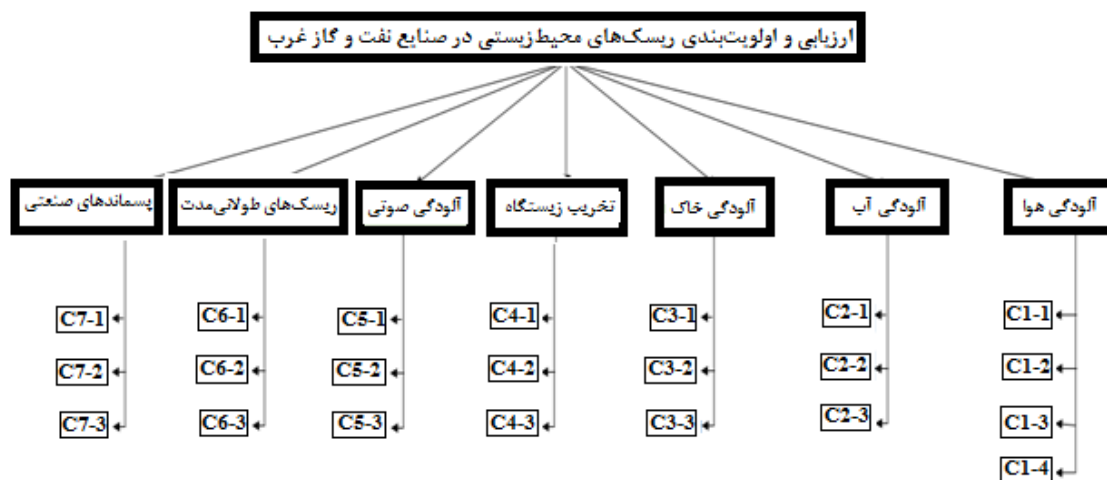 ارزیابی و اولویت‌بندی ریسک‌های محیط‌زیستی در صنایع نفت و گاز غرب
آلودگی هوا
آلودگی آب
آلودگی خاک
تخریب زیستگاه
آلودگی صوتی
ریسک‌های طولانی‌مدت
پسماندهای صنعتی
C1-1
C1-2
C1-3
C1-4
C2-1
C2-2
C2-3
C3-1
C3-2
C3-3
C4-1
C4-2
C4-3
C5-1
C5-2
C5-3
C6-1
C6-2
C6-3
C7-1
C7-2
C7-3